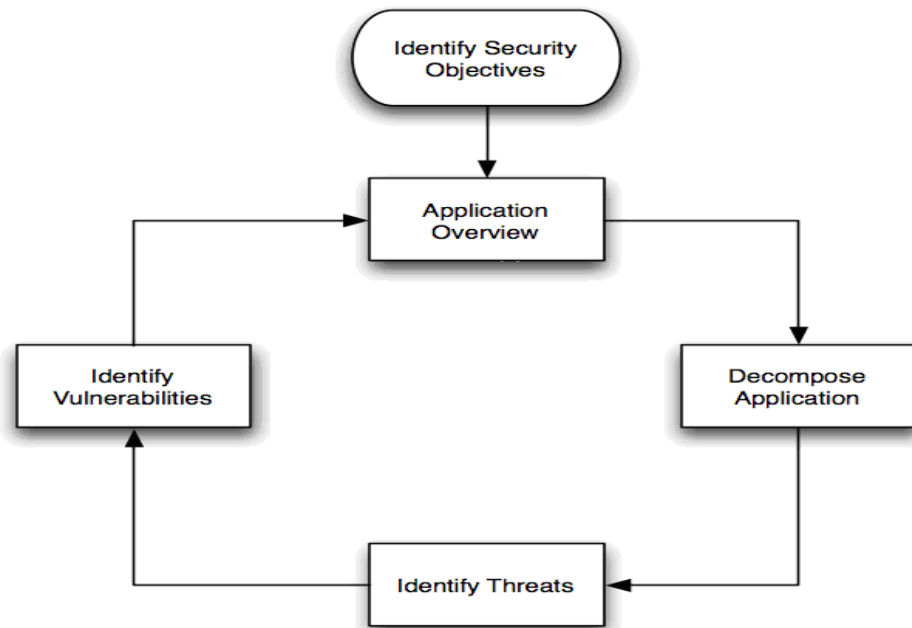 Identify Security
Objectives
Application
Overview
Identify
Vulnerabilities
Decompose
Application
Identify Threats